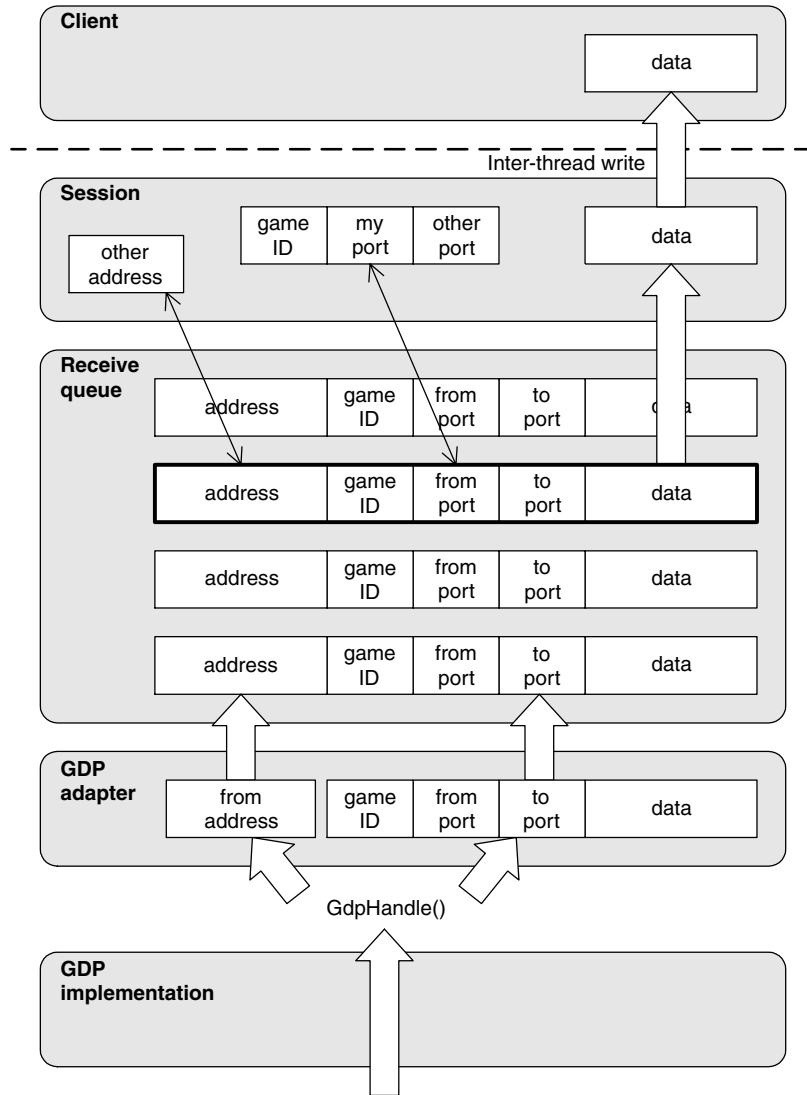 Client
data
Inter-thread write
Session
other
address
game
ID
my
port
other
port
data
Receive
queue
address
game
ID
from
port
to
port
data
address
game
ID
from
port
to
port
data
address
game
ID
from
port
to
port
data
address
game
ID
from
port
to
port
data
GDP
adapter
from
address
game
ID
from
port
to
port
data
GdpHandle()
GDP
implementation